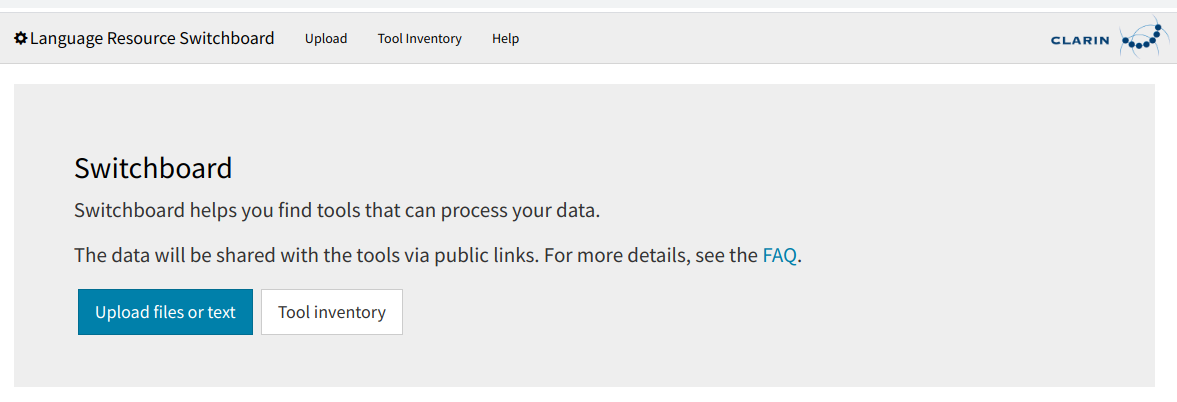 Language Resource Switchboard Upload Tool Inventory Help CLARIN
Switchboard
Switchboard helps you find tools that can process your data.
The data will be shared with the tools via public links. For more details, see the FAQ.
Upload files or text Tool inventory